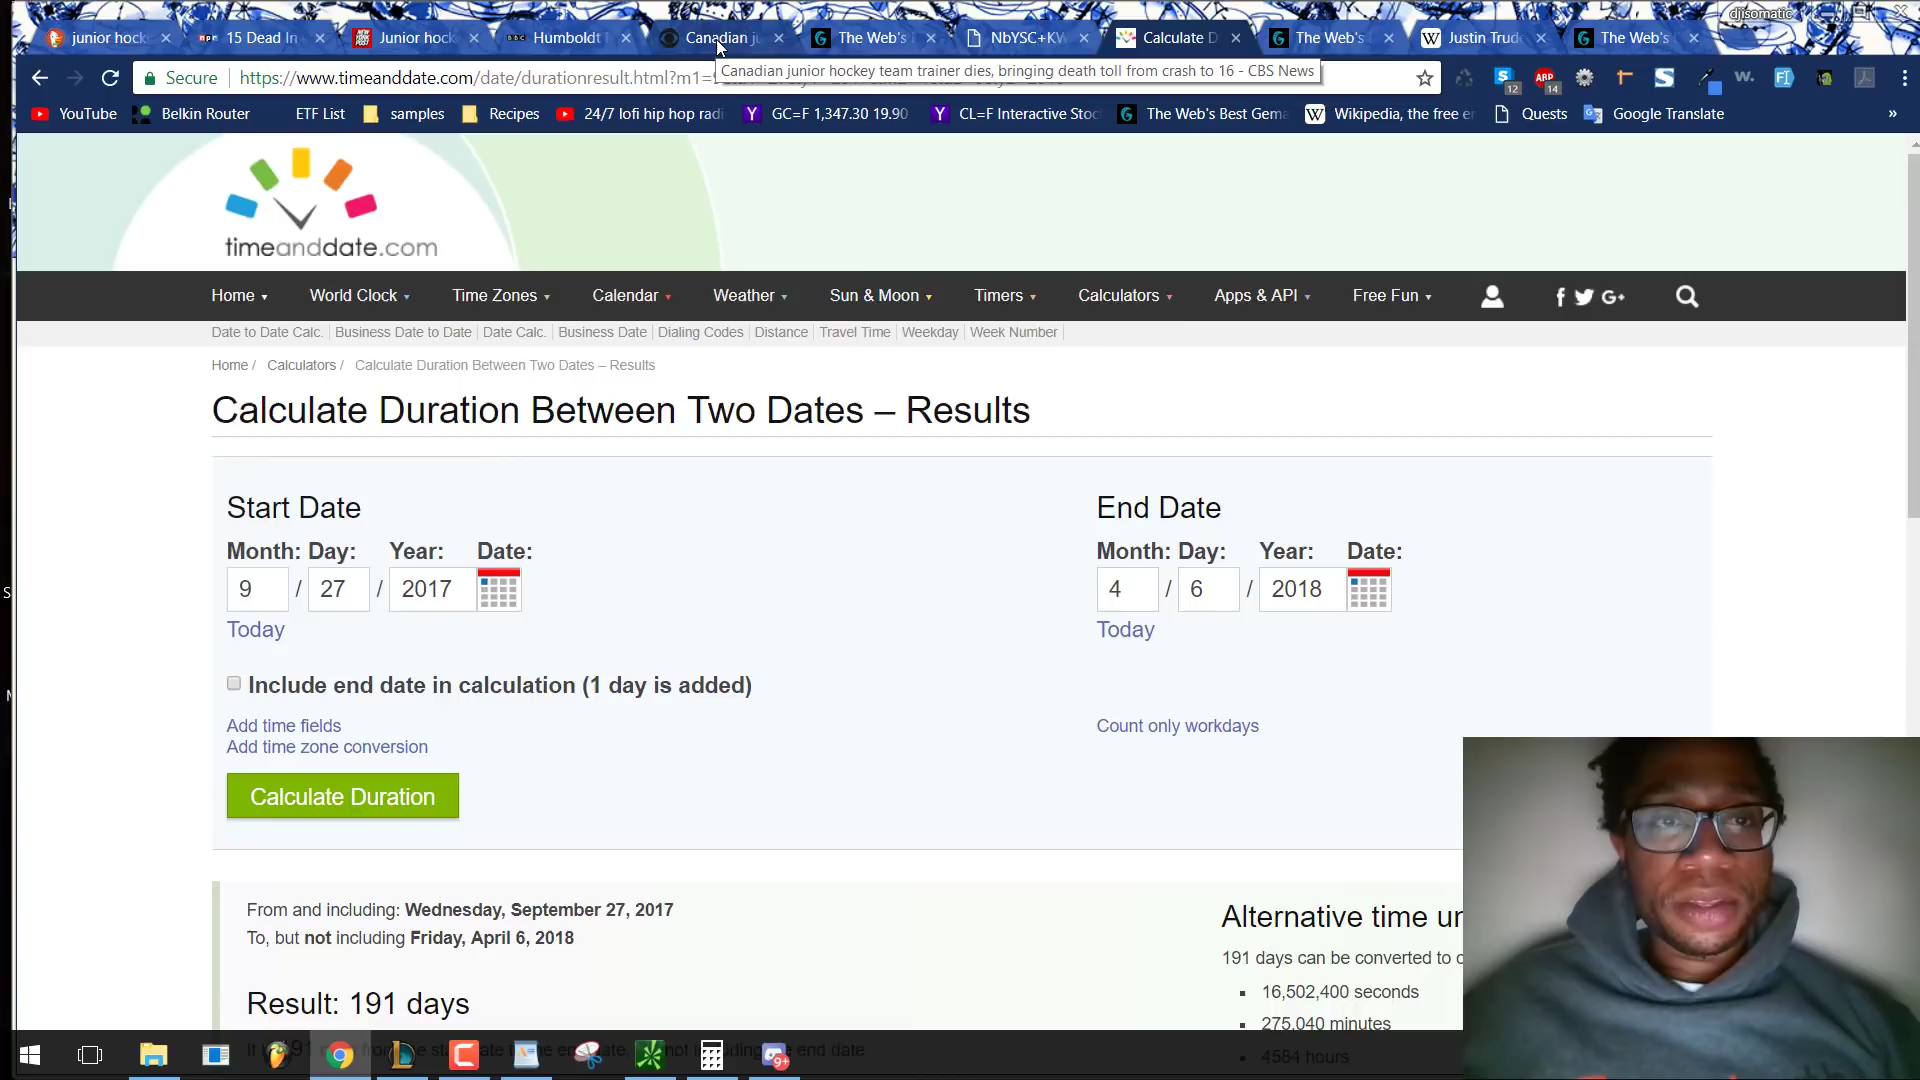 djisomatic
junior hock
15 Dead In
Junior hock
Humboldt
Canadian ju
The Web's
NbYSC+KW
Calculate D
The Web's
Justin Trude
The Web's
Secure
https://www.timeanddate.com/date/durationresult.html?m1=
Canadian junior hockey team trainer dies, bringing death toll from crash to 16 - CBS News
12
ABP
14
YouTube
Belkin Router
ETF List
samples
Recipes
24/7 lofi hip hop radi
GC=F 1,347.30 19.90
CL=F Interactive Stoc
The Web's Best Gema
Wikipedia, the free en
Quests
Google Translate
»
timeanddate.com
Home
World Clock
Time Zones
Calendar
Weather
Sun & Moon
Timers
Calculators
Apps & API
Free Fun
Date to Date Calc.
Business Date to Date
Date Calc.
Business Date
Dialing Codes
Distance
Travel Time
Weekday
Week Number
Home / Calculators / Calculate Duration Between Two Dates – Results
Calculate Duration Between Two Dates – Results
Start Date
Month: Day: Year: Date:
9 / 27 / 2017
Today
End Date
Month: Day: Year: Date:
4 / 6 / 2018
Today
Include end date in calculation (1 day is added)
Add time fields
Add time zone conversion
Count only workdays
Calculate Duration
From and including: Wednesday, September 27, 2017
To, but not including Friday, April 6, 2018
Result: 191 days
end date
Alternative time un
191 days can be converted to o
16,502,400 seconds
275,040 minutes
4584 hours
9+